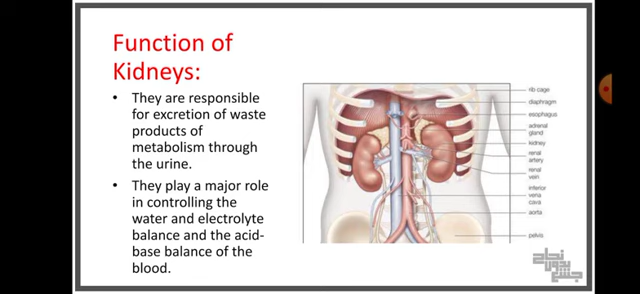 Function of
Kidneys:
• They are responsible
for excretion of waste
products of
metabolism through
the urine.
• They play a major role
in controlling the
water and electrolyte
balance and the acid-
base balance of the
blood.
rib cage
diaphragm
esophagus
adrenal
gland
kidney
renal
artery
renal
vein
inferior
vena
cava
aorta
pelvis